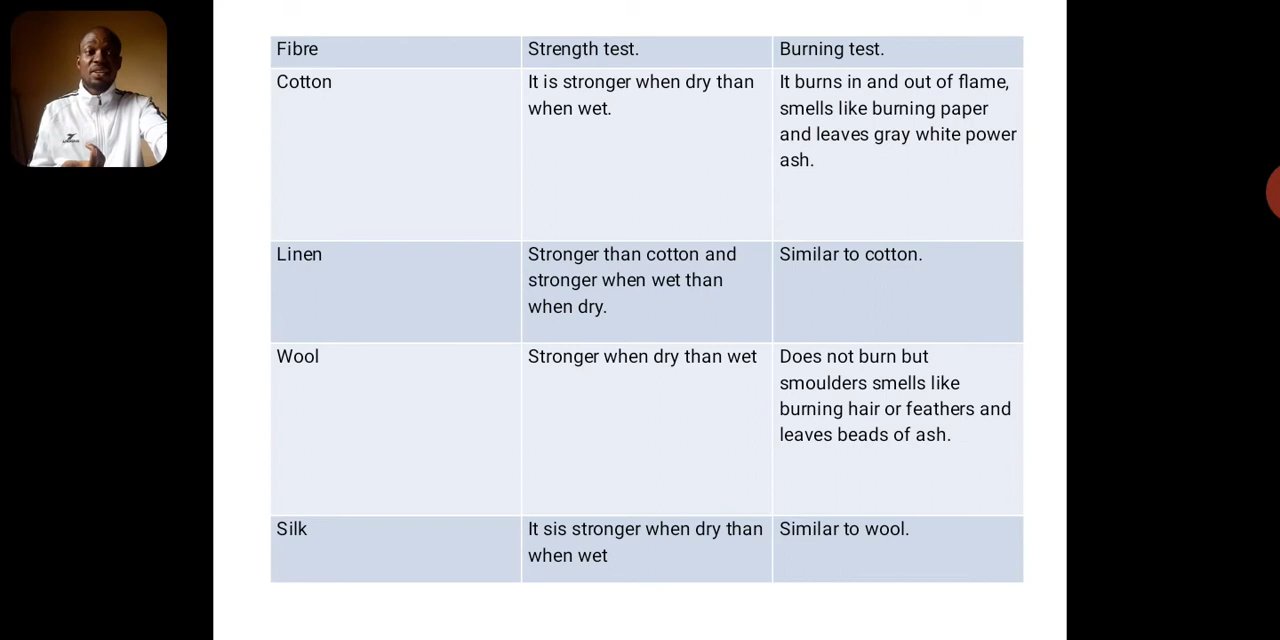 Fibre
Strength test.
Burning test.
Cotton
It is stronger when dry than
when wet.
It burns in and out of flame,
smells like burning paper
and leaves gray white power
ash.
Linen
Stronger than cotton and
stronger when wet than
when dry.
Similar to cotton.
Wool
Stronger when dry than wet
Does not burn but
smoulders smells like
burning hair or feathers and
leaves beads of ash.
Silk
It sis stronger when dry than
when wet
Similar to wool.